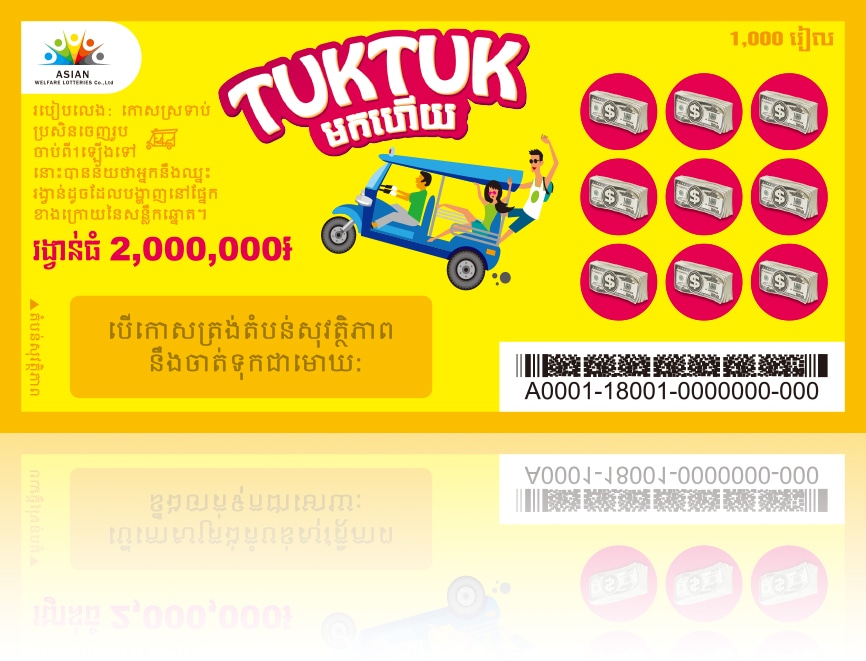 ASIAN
WELFARE LOTTERIES Co.,Ltd
1,000 រៀល
TUKTUK
មកហើយ
របៀបលេង: កោសស្រទាប់
ប្រសិនចេញរូប
ចាប់ពី1ឡើងទៅ
នោះបានន័យថាអ្នកនឹងឈ្នះ
រង្វាន់ដូចដែលបង្ហាញនៅផ្នែក
ខាងក្រោយនៃសន្លឹកឆ្នោត។
រង្វាន់ធំ 2,000,000៛
▲តំបន់សុវត្ថិភាព
បើកោសត្រង់តំបន់សុវត្ថិភាព
នឹងចាត់ទុកជាមោឃៈ
A0001-18001-0000000-000